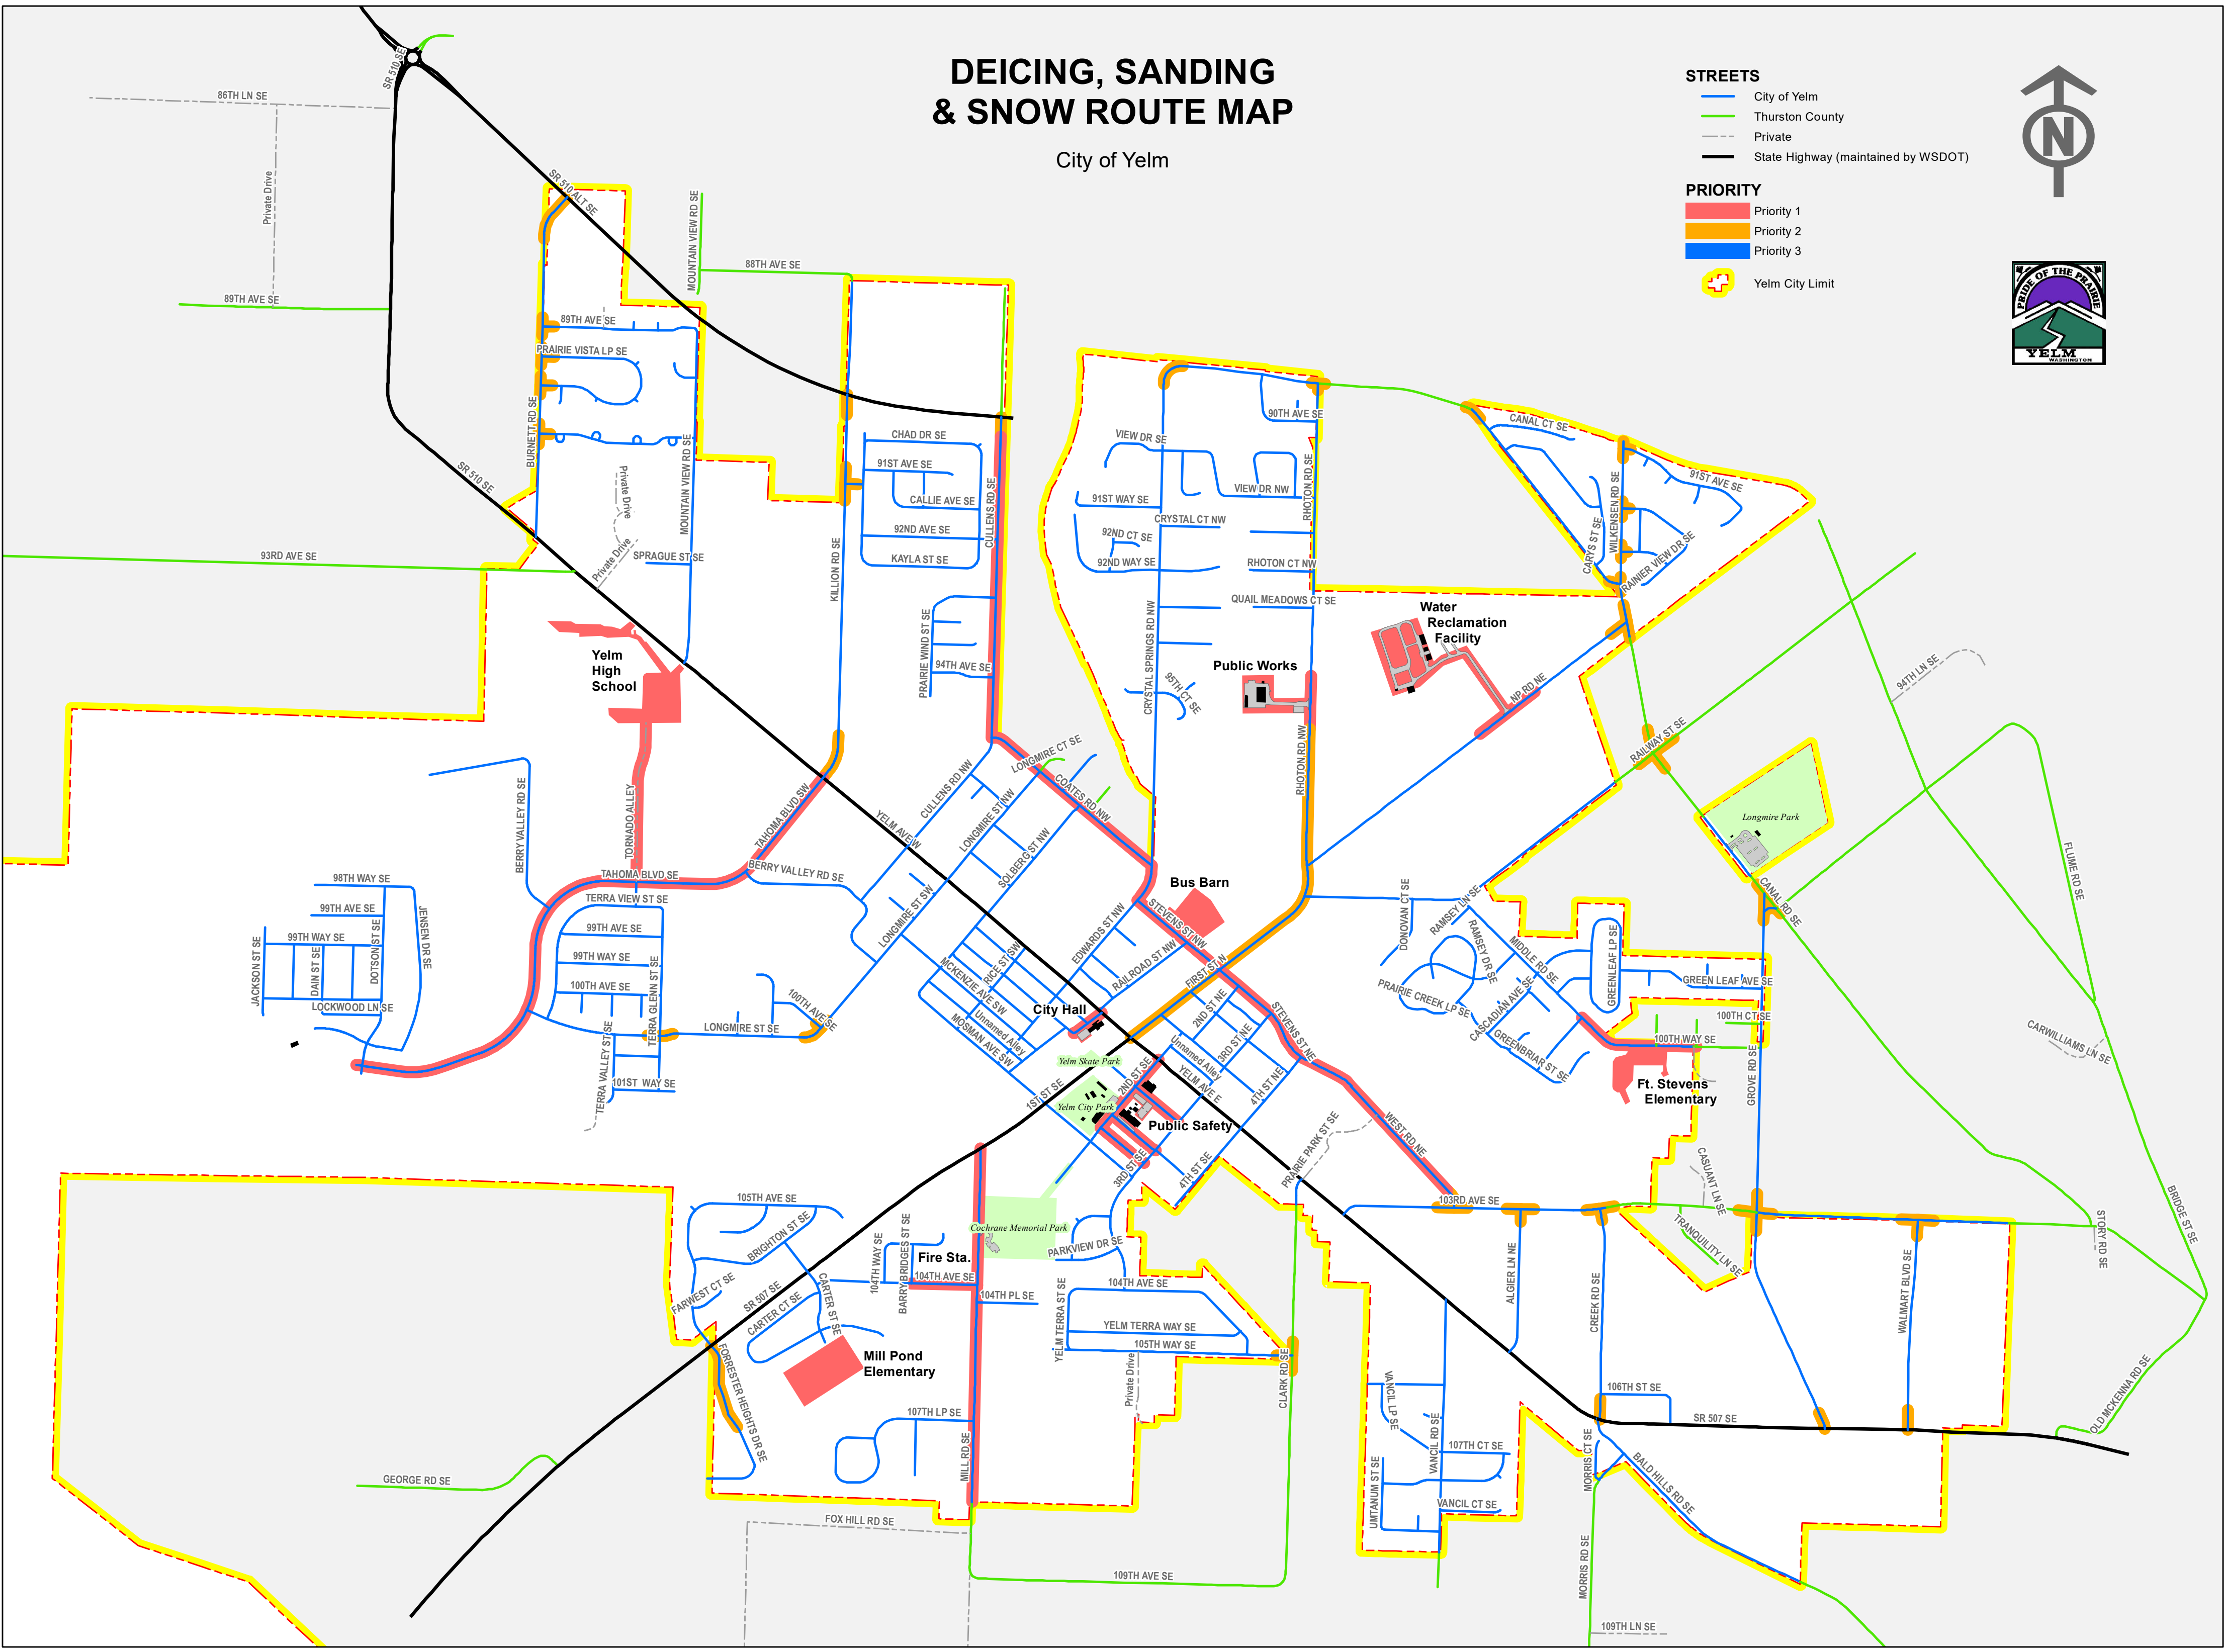 DEICING, SANDING
& SNOW ROUTE MAP
City of Yelm
STREETS
City of Yelm
Thurston County
Private
State Highway (maintained by WSDOT)
PRIORITY
Priority 1
Priority 2
Priority 3
Yelm City Limit
N
PRIDE OF THE PRAIRIE
YELM
WASHINGTON
SR 510 SE
86TH LN SE
Private Drive
89TH AVE SE
SR 510 ALT SE
MOUNTAIN VIEW RD SE
88TH AVE SE
89TH AVE SE
PRAIRIE VISTA LP SE
BURNETT RD SE
SR 510 SE
Private Drive
Private Drive
MOUNTAIN VIEW RD SE
SPRAGUE ST SE
93RD AVE SE
KILLION RD SE
CHAD DR SE
91ST AVE SE
CALLIE AVE SE
92ND AVE SE
KAYLA ST SE
CULLENS RD SE
PRAIRIE WIND ST SE
94TH AVE SE
VIEW DR SE
90TH AVE SE
VIEW DR NW
91ST WAY SE
CRYSTAL CT NW
92ND CT SE
92ND WAY SE
RHOTON CT NW
RHOTON RD SE
QUAIL MEADOWS CT SE
CRYSTAL SPRINGS RD NW
95TH CT SE
CANAL CT SE
91ST AVE SE
WILKENSEN RD SE
CARYS ST SE
RAINIER VIEW DR SE
Water
Reclamation
Facility
Public Works
NP RD NE
RHOTON RD NW
RAILWAY ST SE
94TH LN SE
Longmire Park
FLUME RD SE
CANAL RD SE
Yelm
High
School
TORNADO ALLEY
BERRY VALLEY RD SE
TAHOMA BLVD SW
TAHOMA BLVD SE
BERRY VALLEY RD SE
YELM AVE W
CULLENS RD NW
LONGMIRE CT SE
COATES RD NW
LONGMIRE ST NW
SOLBERG ST NW
LONGMIRE ST SW
Bus Barn
STEVENS ST NW
EDWARDS ST NW
RAILROAD ST NW
FIRST ST N
RICE ST SW
MCKENZIE AVE SW
Unnamed Alley
MOSMAN AVE SW
City Hall
98TH WAY SE
99TH AVE SE
99TH WAY SE
JACKSON ST SE
DAIN ST SE
DOTSON ST SE
JENSEN DR SE
LOCKWOOD LN SE
TERRA VIEW ST SE
99TH AVE SE
99TH WAY SE
100TH AVE SE
TERRA GLENN ST SE
LONGMIRE ST SE
100TH AVE SE
TERRA VALLEY ST SE
101ST WAY SE
2ND ST NE
3RD ST NE
Unnamed Alley
4TH ST NE
YELM AVE E
STEVENS ST NE
Yelm Skate Park
Yelm City Park
1ST ST SE
2ND ST SE
Public Safety
3RD ST SE
4TH ST SE
PRAIRIE PARK ST SE
WEST RD NE
DONOVAN CT SE
RAMSEY LN SE
RAMSEY DR SE
MIDDLE RD SE
PRAIRIE CREEK LP SE
CASCADIAN AVE SE
GREENBRIAR ST SE
GREENLEAF LP SE
GREEN LEAF AVE SE
100TH CT SE
100TH WAY SE
GROVE RD SE
Ft. Stevens
Elementary
CARWILLIAMS LN SE
BRIDGE ST SE
STORY RD SE
CASUANT LN SE
TRANQUILITY LN SE
103RD AVE SE
105TH AVE SE
BRIGHTON ST SE
FARWEST CT SE
SR 507 SE
CARTER CT SE
CARTER ST SE
104TH WAY SE
BARRY BRIDGES ST SE
Fire Sta.
104TH AVE SE
Cochrane Memorial Park
PARKVIEW DR SE
104TH PL SE
104TH AVE SE
YELM TERRA ST SE
YELM TERRA WAY SE
105TH WAY SE
Private Drive
CLARK RD SE
Mill Pond
Elementary
FORRESTER HEIGHTS DR SE
107TH LP SE
MILL RD SE
GEORGE RD SE
FOX HILL RD SE
109TH AVE SE
ALGIER LN NE
CREEK RD SE
WALMART BLVD SE
106TH ST SE
SR 507 SE
OLD MCKENNA RD SE
VANCIL LP SE
VANCIL RD SE
107TH CT SE
UMTANUM ST SE
VANCIL CT SE
MORRIS CT SE
BALD HILLS RD SE
MORRIS RD SE
109TH LN SE